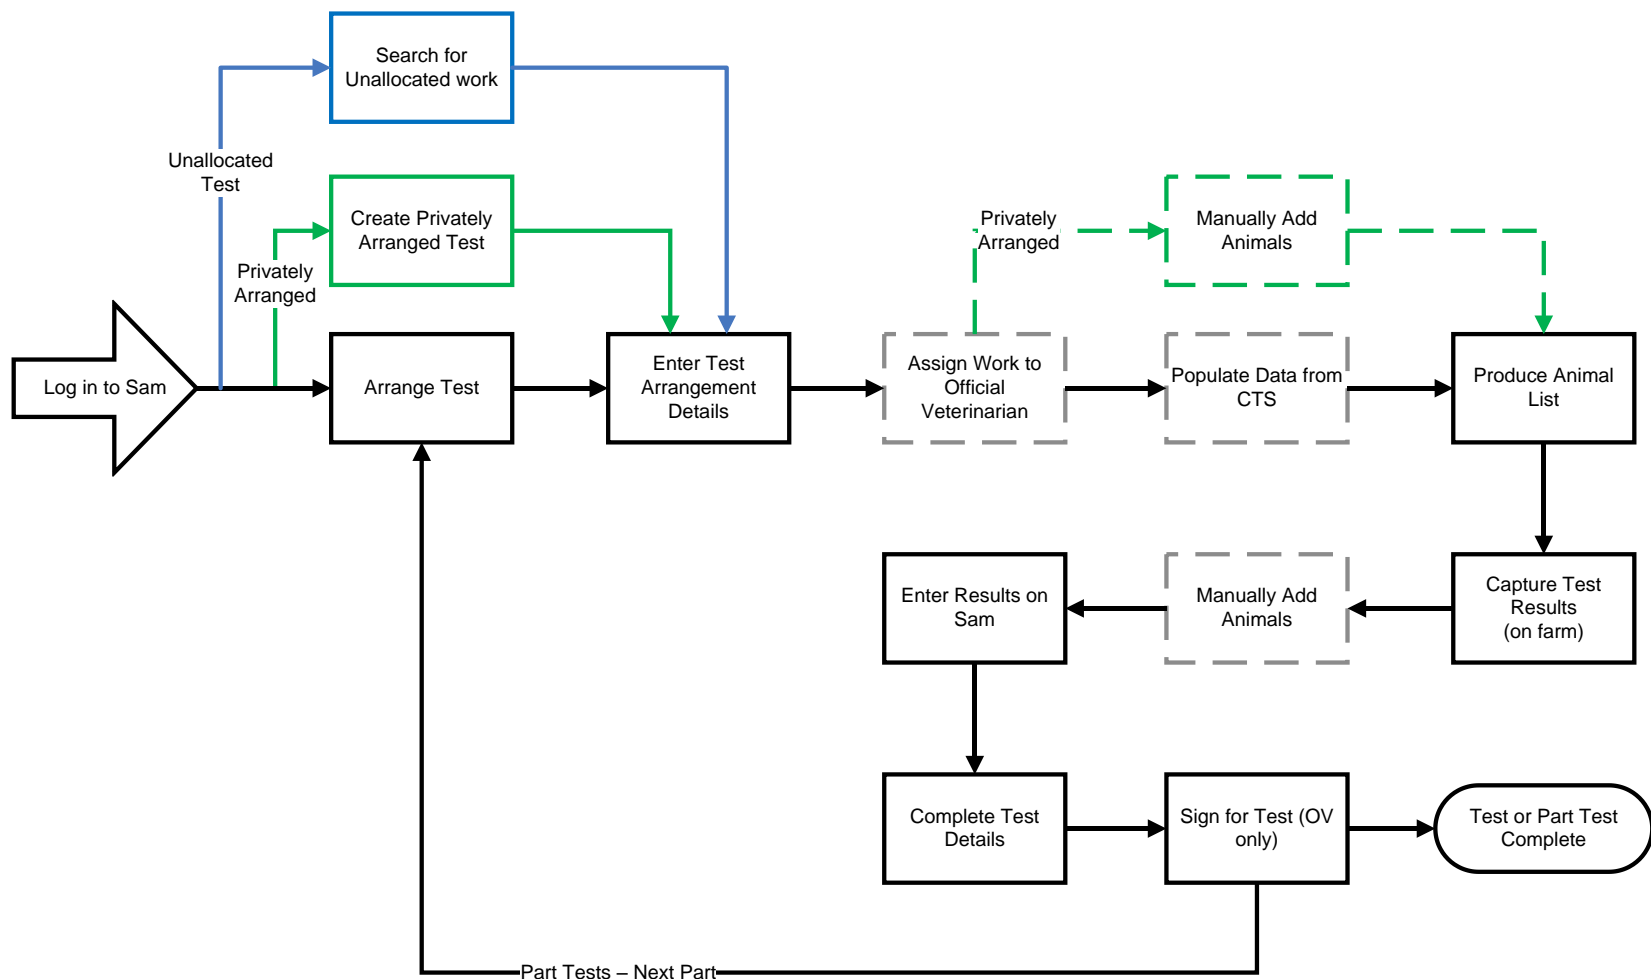 Search for
Unallocated work
Unallocated
Test
Create Privately
Arranged Test
Privately
Arranged
Manually Add
Animals
Privately
Arranged
Log in to Sam
Arrange Test
Enter Test
Arrangement
Details
Assign Work to
Official
Veterinarian
Populate Data from
CTS
Produce Animal
List
Enter Results on
Sam
Manually Add
Animals
Capture Test
Results
(on farm)
Complete Test
Details
Sign for Test (OV
only)
Test or Part Test
Complete
Part Tests – Next Part